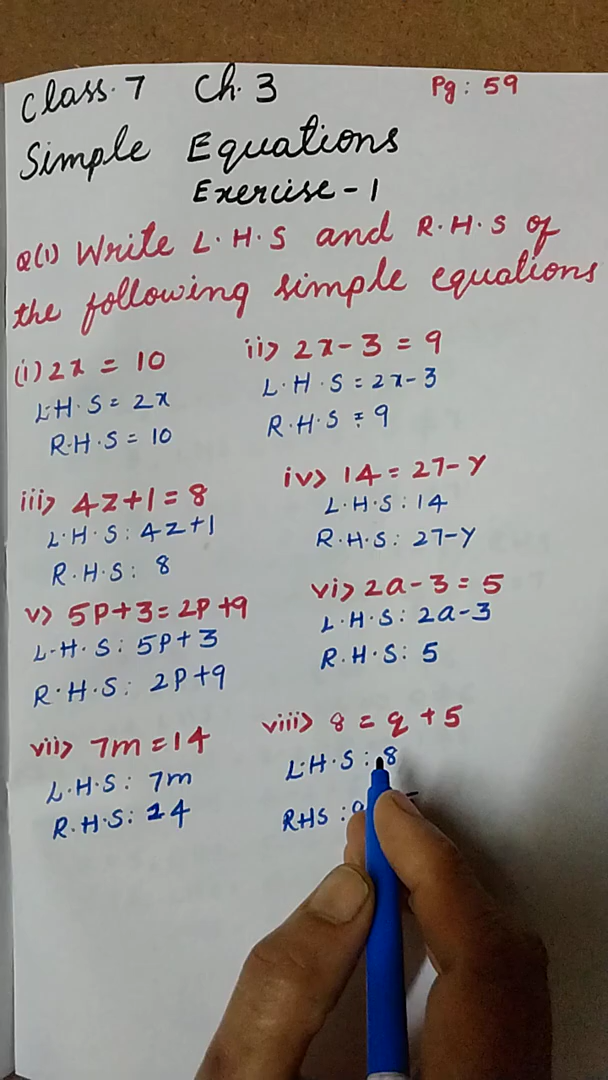 Class. 7 Ch. 3 Pg: 59
Simple Equations
Exercise - 1
Q(1) Write L.H.S and R.H.S of
the following simple equations
(i) 2x = 10
L.H.S = 2x
R.H.S = 10
ii> 2x - 3 = 9
L.H.S = 2x - 3
R.H.S = 9
iii> 4z + 1 = 8
L.H.S: 4z + 1
R.H.S: 8
iv> 14 = 27 - y
L.H.S: 14
R.H.S: 27 - y
v> 5p + 3 = 2p + 9
L.H.S: 5p + 3
R.H.S: 2p + 9
vi> 2a - 3 = 5
L.H.S: 2a - 3
R.H.S: 5
vii> 7m = 14
L.H.S: 7m
R.H.S: 14
viii> 8 = q + 5
L.H.S: 8
RHS: